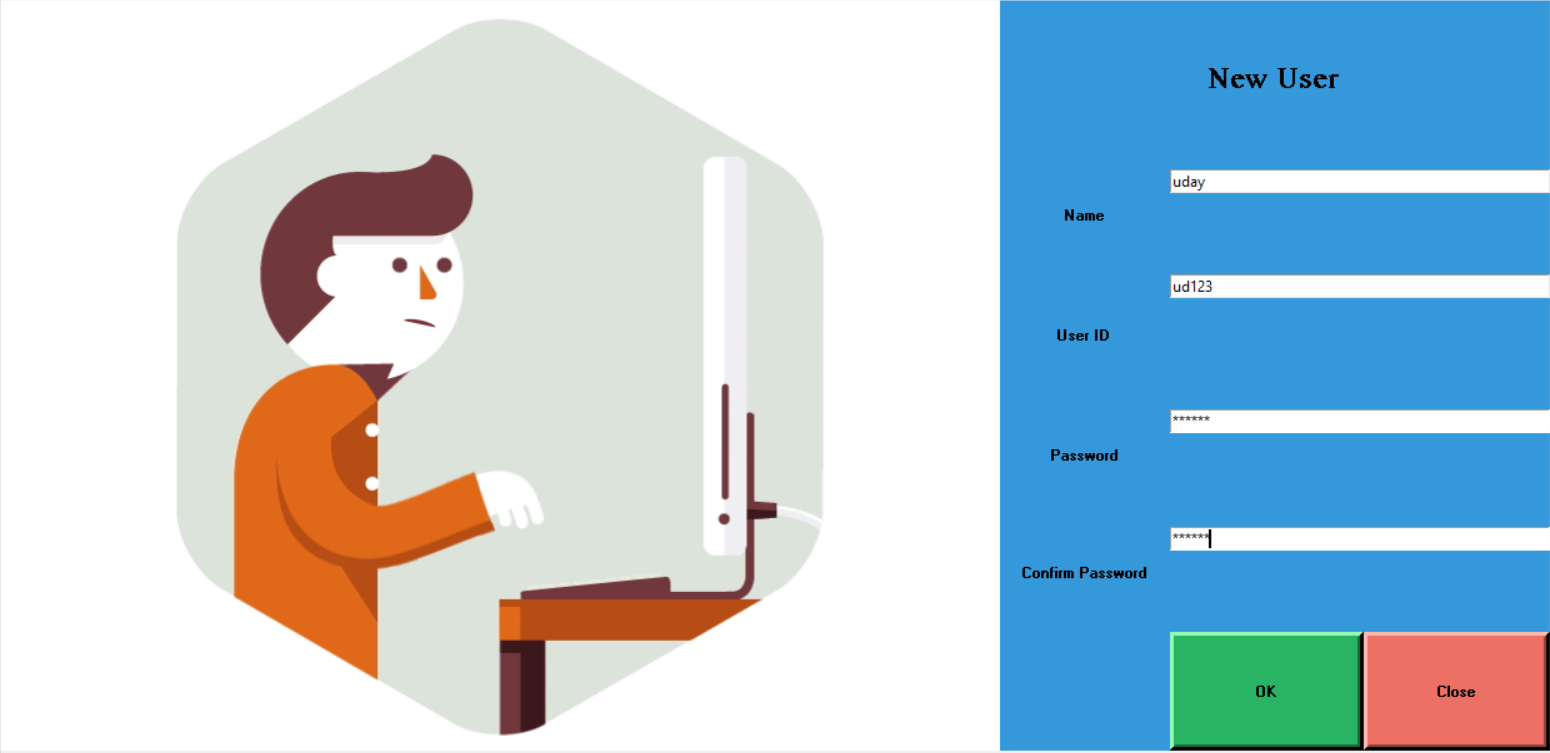 New User
uday
Name
ud123
User ID
******
Password
******
Confirm Password
OK
Close